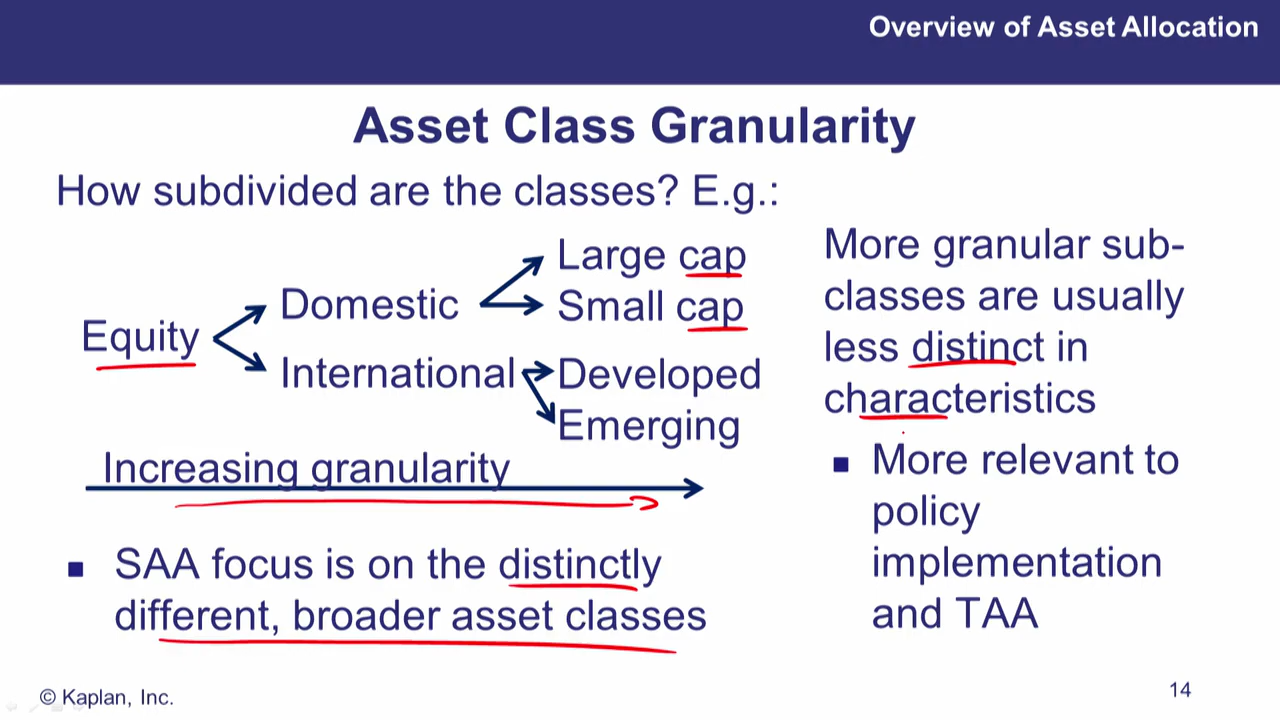 Overview of Asset Allocation
Asset Class Granularity
How subdivided are the classes? E.g.:
Equity
Domestic
International
Large cap
Small cap
Developed
Emerging
Increasing granularity
SAA focus is on the distinctly
different, broader asset classes
More granular sub-
classes are usually
less distinct in
characteristics
More relevant to
policy
implementation
and TAA
© Kaplan, Inc.
14